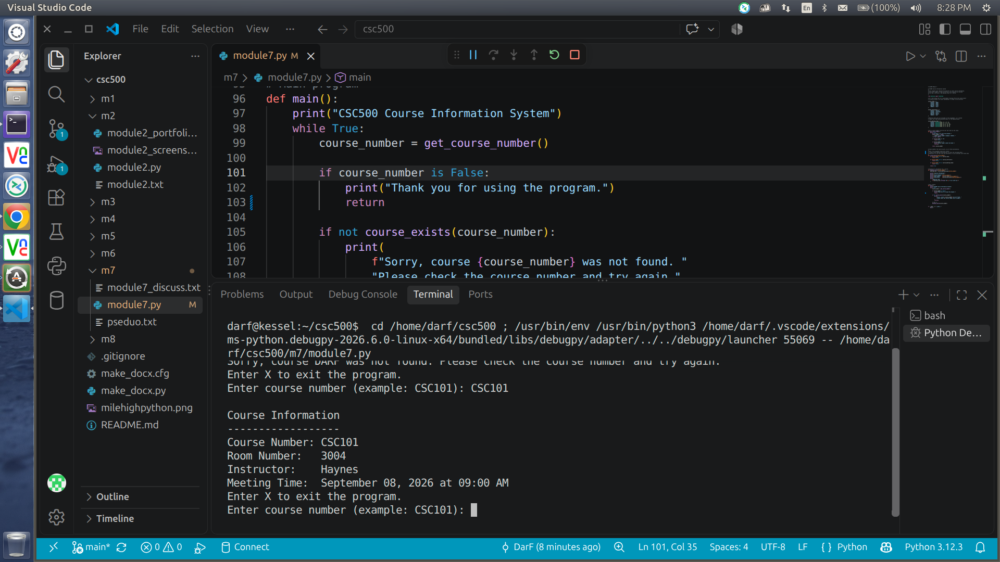 Visual Studio Code
En
(100%)
8:28 PM
File Edit Selection View ...
csc500
Explorer
csc500
m1
m2
module2_portfoli...
module2_screens...
module2.py
module2.txt
m3
m4
m5
m6
m7
module7_discuss.txt
module7.py M
pseduo.txt
m8
.gitignore
make_docx.cfg
make_docx.py
milehighpython.png
README.md
Outline
Timeline
1
1
module7.py M
m7 > module7.py > main
95 # Main program
96 def main():
97 print("CSC500 Course Information System")
98 while True:
99 course_number = get_course_number()
100
101 if course_number is False:
102 print("Thank you for using the program.")
103 return
104
105 if not course_exists(course_number):
106 print(
107 f"Sorry, course {course_number} was not found. "
108 "Please check the course number and try again."
Problems Output Debug Console Terminal Ports
bash
Python De...
darf@kessel:~/csc500$ cd /home/darf/csc500 ; /usr/bin/env /usr/bin/python3 /home/darf/.vscode/extensions/
ms-python.debugpy-2026.6.0-linux-x64/bundled/libs/debugpy/adapter/../../debugpy/launcher 55069 -- /home/da
rf/csc500/m7/module7.py
Sorry, course DARF was not found. Please check the course number and try again.
Enter X to exit the program.
Enter course number (example: CSC101): CSC101
Course Information
------------------
Course Number: CSC101
Room Number: 3004
Instructor: Haynes
Meeting Time: September 08, 2026 at 09:00 AM
Enter X to exit the program.
Enter course number (example: CSC101):
main* 0 0 Connect
DarF (8 minutes ago) Ln 101, Col 35 Spaces: 4 UTF-8 LF {} Python Python 3.12.3